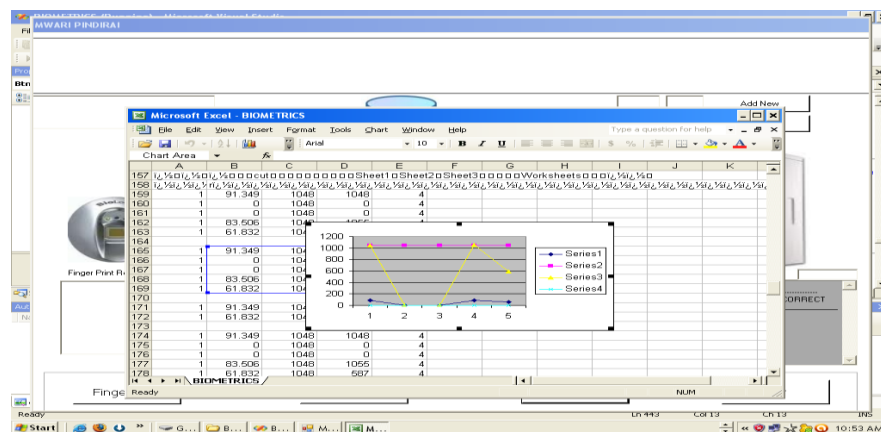 MWARI PINDIRAI
Add New
Microsoft Excel - BIOMETRICS
File Edit View Insert Format Tools Chart Window Help
Type a question for help
Arial 10 B I U
Chart Area fx
A B C D E F G H I J K
157
158
159 1 91.349 1048 1048 4
160 1 0 1048 0 4
161 1 0 1048 0 4
162 1 83.506 1048 1055 4
163 1 61.832
164
165 1 91.349
166 1 0
167 1 0
168 1 83.506
169 1 61.832
170
171 1 91.349
172 1 61.832
173
174 1 91.349 1048 1048 4
175 1 0 1048 0 4
176 1 0 1048 0 4
177 1 83.506 1048 1055 4
178 1 61.832 1048 587 4
1200
1000
800
600
400
200
0
1 2 3 4 5
Series1
Series2
Series3
Series4
Finger Print
CORRECT
BIOMETRICS
Finge
Ready NUM
Ready Ln 443 Col 13 Ch 13 INS
Start G... B... B... M... M... 10:53 AM